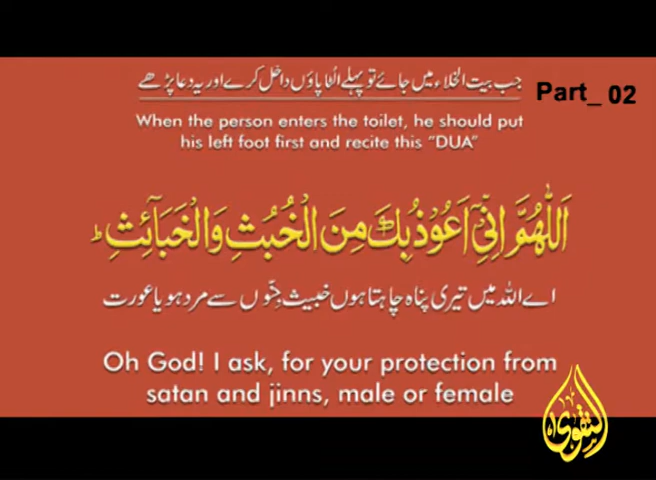 جب بیت الخلاء میں جائے تو پہلے الٹا پاؤں داخل کرے اور یہ دعا پڑھے
Part_ 02
When the person enters the toilet, he should put
his left foot first and recite this “DUA”
اَللّٰهُمَّ اِنِّیْ اَعُوْذُ بِكَ مِنَ الْخُبُثِ وَالْخَبَآئِثِ ط
اے اللہ میں تیری پناہ چاہتا ہوں خبیث جِنّوں سے مرد ہو یا عورت
Oh God! I ask, for your protection from
satan and jinns, male or female
التقویٰ